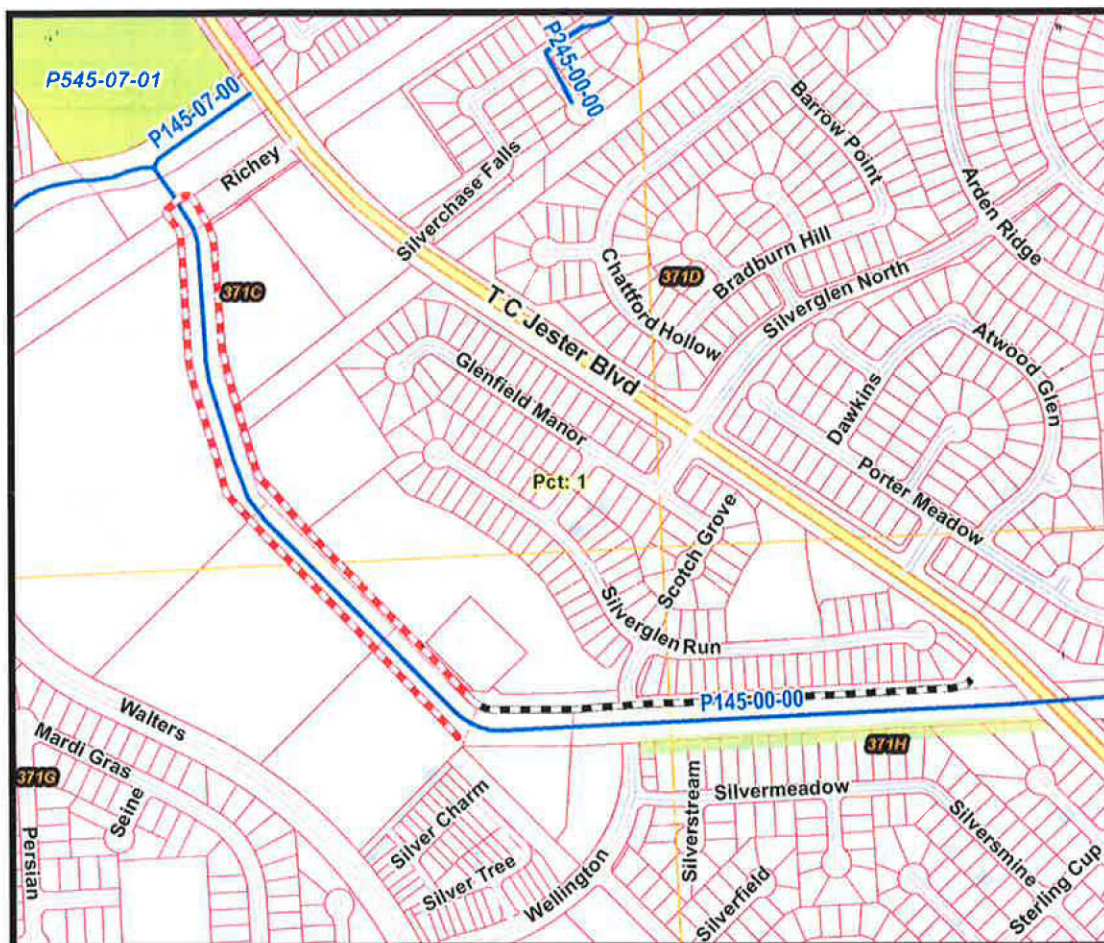 P545-07-01
P145-07-00
P245-00-00
Richey
Silverchase Falls
Barrow Point
Arden Ridge
371C
371D
Bradburn Hill
Chattford Hollow
Silverglen North
T C Jester Blvd
Glenfield Manor
Atwood Glen
Dawkins
Porter Meadow
Pct: 1
Scotch Grove
Silverglen Run
P145-00-00
Walters
Mardi Gras
371G
Seine
Persian
371H
Silver Charm
Silver Tree
Wellington
Silverstream
Silvermeadow
Silversmine
Silverfield
Sterling Cup